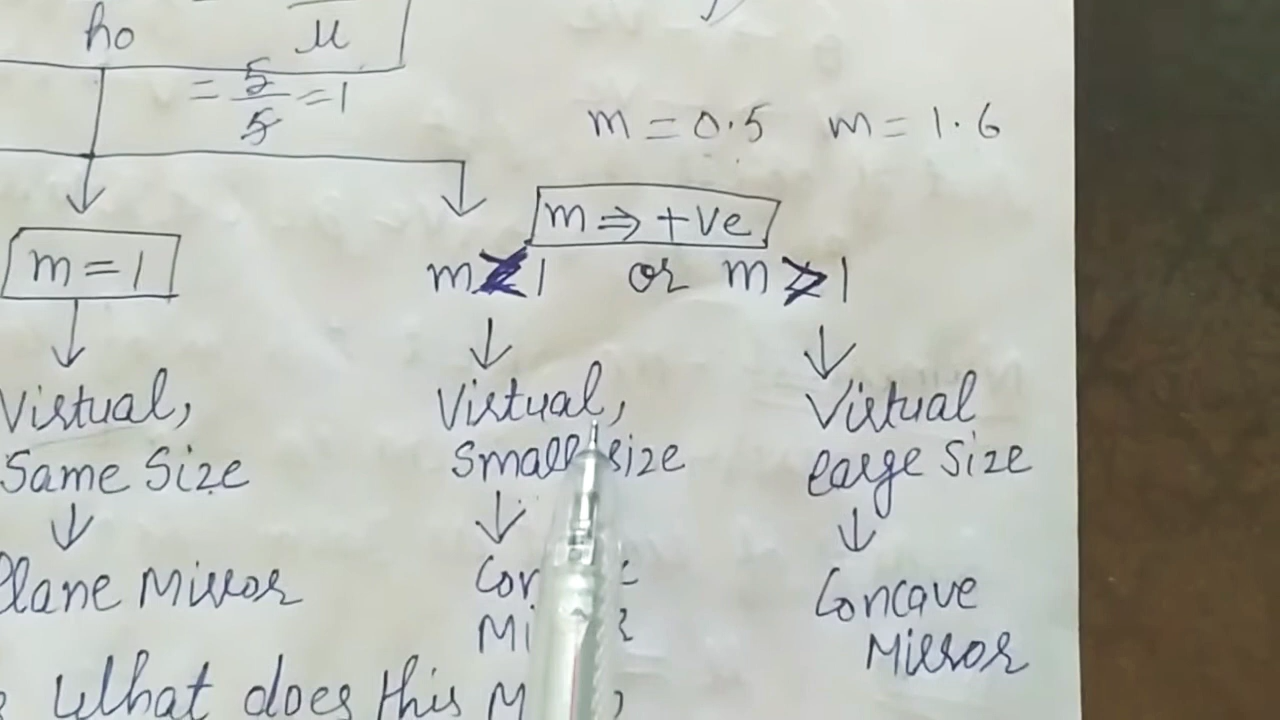 ho
u
= 5/5 = 1
m = 0.5 m = 1.6
m ⇒ +ve
m = 1
m < 1 or m > 1
Virtual,
Same Size
Plane Mirror
Virtual,
Small size
Virtual
large Size
Concave
Mirror
What does this